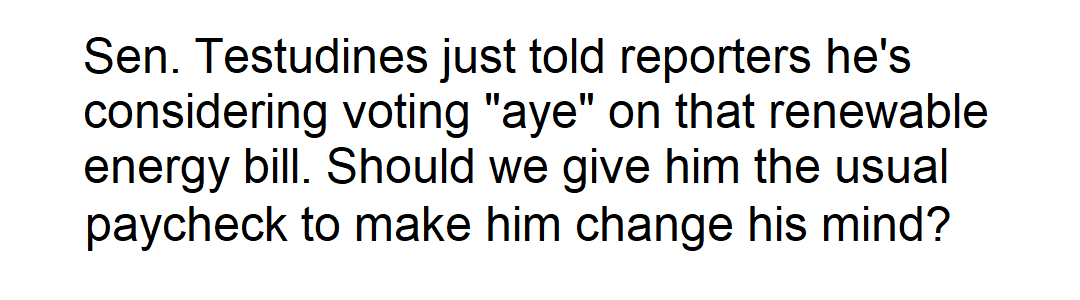 Sen. Testudines just told reporters he's
considering voting "aye" on that renewable
energy bill. Should we give him the usual
paycheck to make him change his mind?